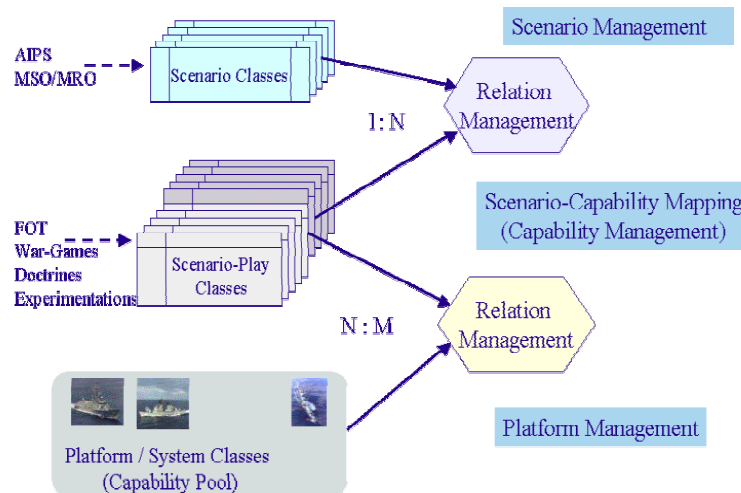 Scenario Management
AIPS
MSO/MRO
Scenario Classes
Relation
Management
1:N
Scenario-Capability Mapping
(Capability Management)
FOT
War-Games
Doctrines
Experimentations
Scenario-Play
Classes
Relation
Management
N:M
Platform Management
Platform / System Classes
(Capability Pool)